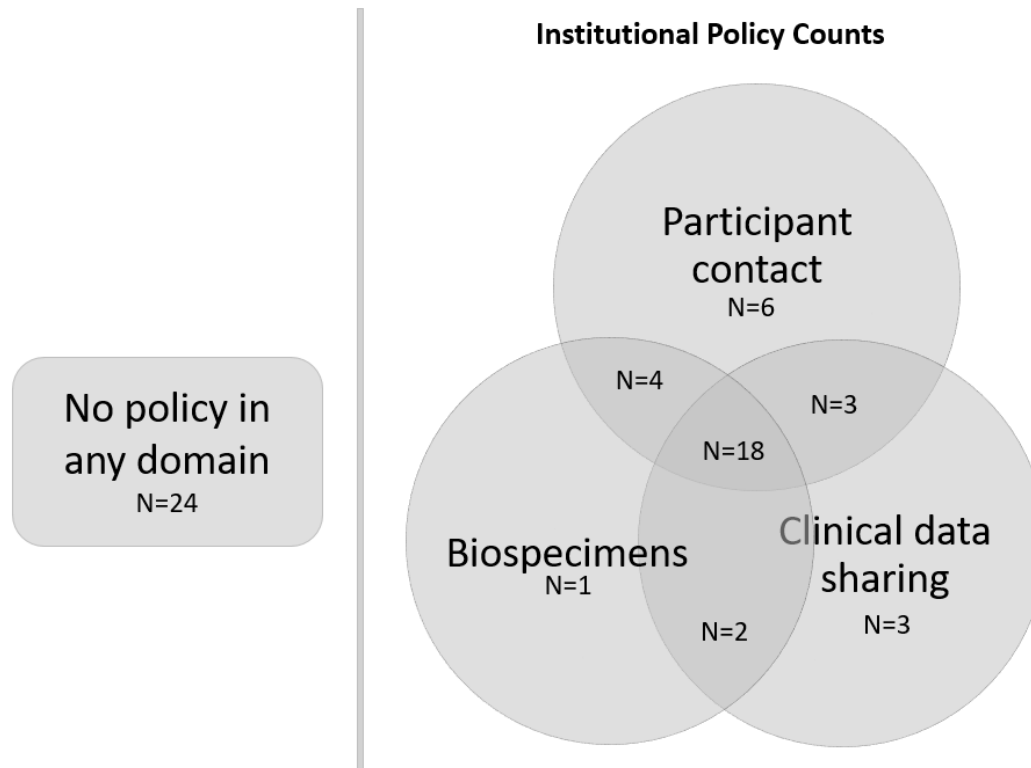 Institutional Policy Counts
No policy in
any domain
N=24
Participant
contact
N=6
N=4
N=3
N=18
Biospecimens
N=1
Clinical data
sharing
N=3
N=2